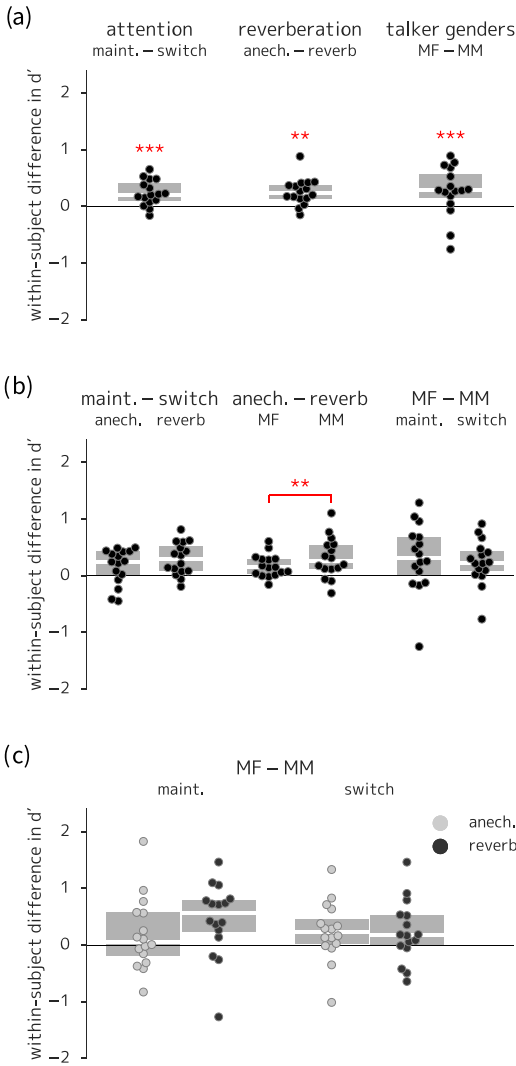 (a)
attention reverberation talker genders
maint. – switch anech. – reverb MF – MM
within-subject difference in d′
2
1
0
−1
−2
*** ** ***
(b)
maint. – switch anech. – reverb MF – MM
anech. reverb MF MM maint. switch
within-subject difference in d′
2
1
0
−1
−2
**
(c)
MF – MM
maint. switch
within-subject difference in d′
2
1
0
−1
−2
anech.
reverb